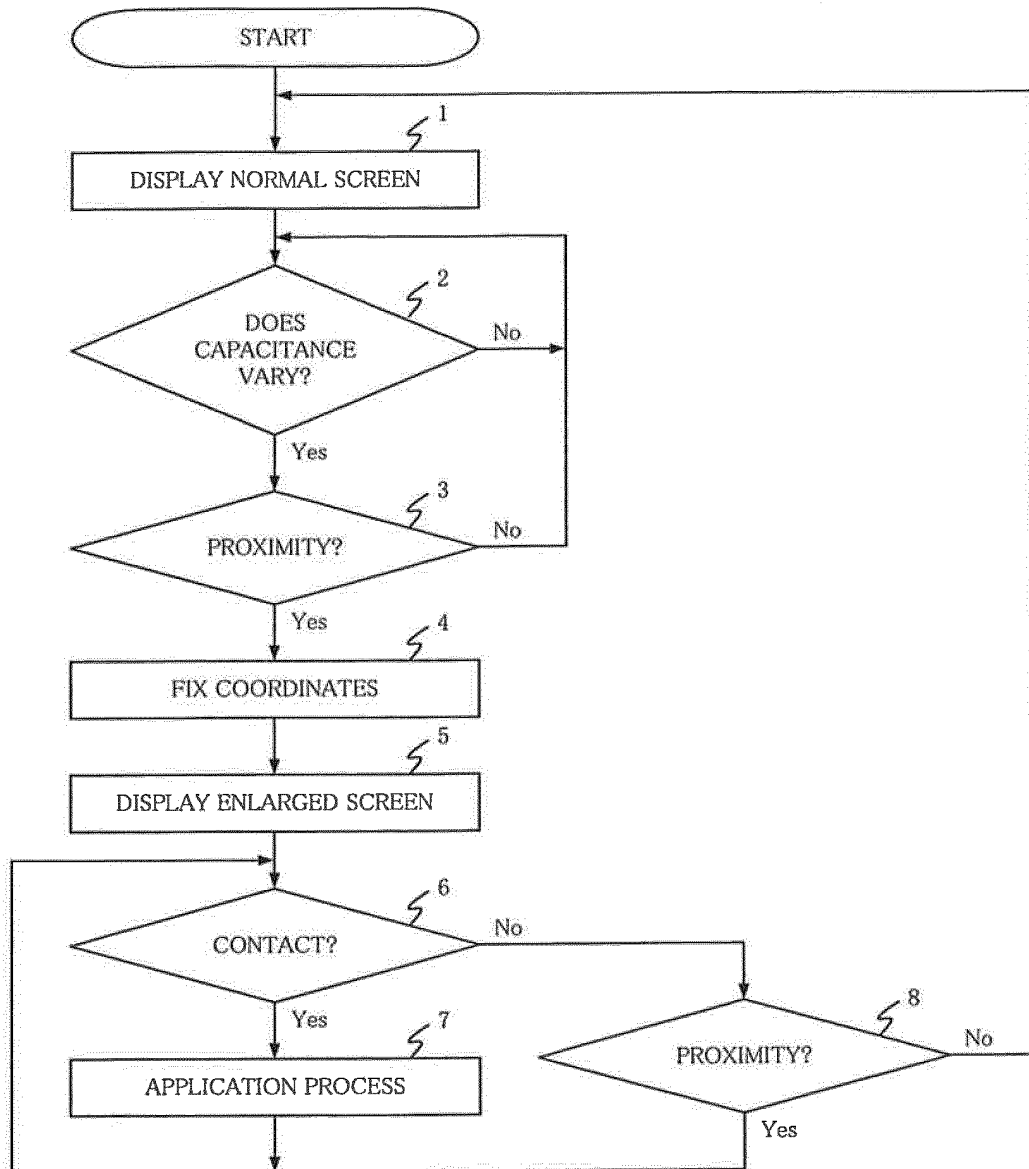 START
1
DISPLAY NORMAL SCREEN
2
DOES
CAPACITANCE
VARY?
No
Yes
3
PROXIMITY?
No
Yes
4
FIX COORDINATES
5
DISPLAY ENLARGED SCREEN
6
CONTACT?
No
Yes
7
APPLICATION PROCESS
8
PROXIMITY?
No
Yes